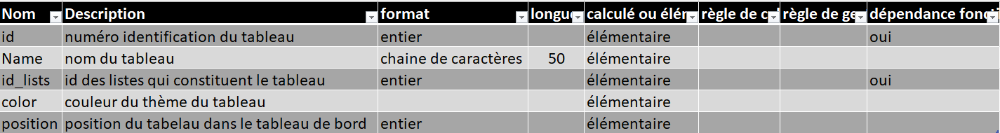 Nom Description format longue calculé ou élém règle de cal règle de ge dépendance foncti
id numéro identification du tableau entier élémentaire oui
Name nom du tableau chaine de caractères 50 élémentaire
id_lists id des listes qui constituent le tableau entier élémentaire oui
color couleur du thème du tableau élémentaire
position position du tabelau dans le tableau de bord entier élémentaire